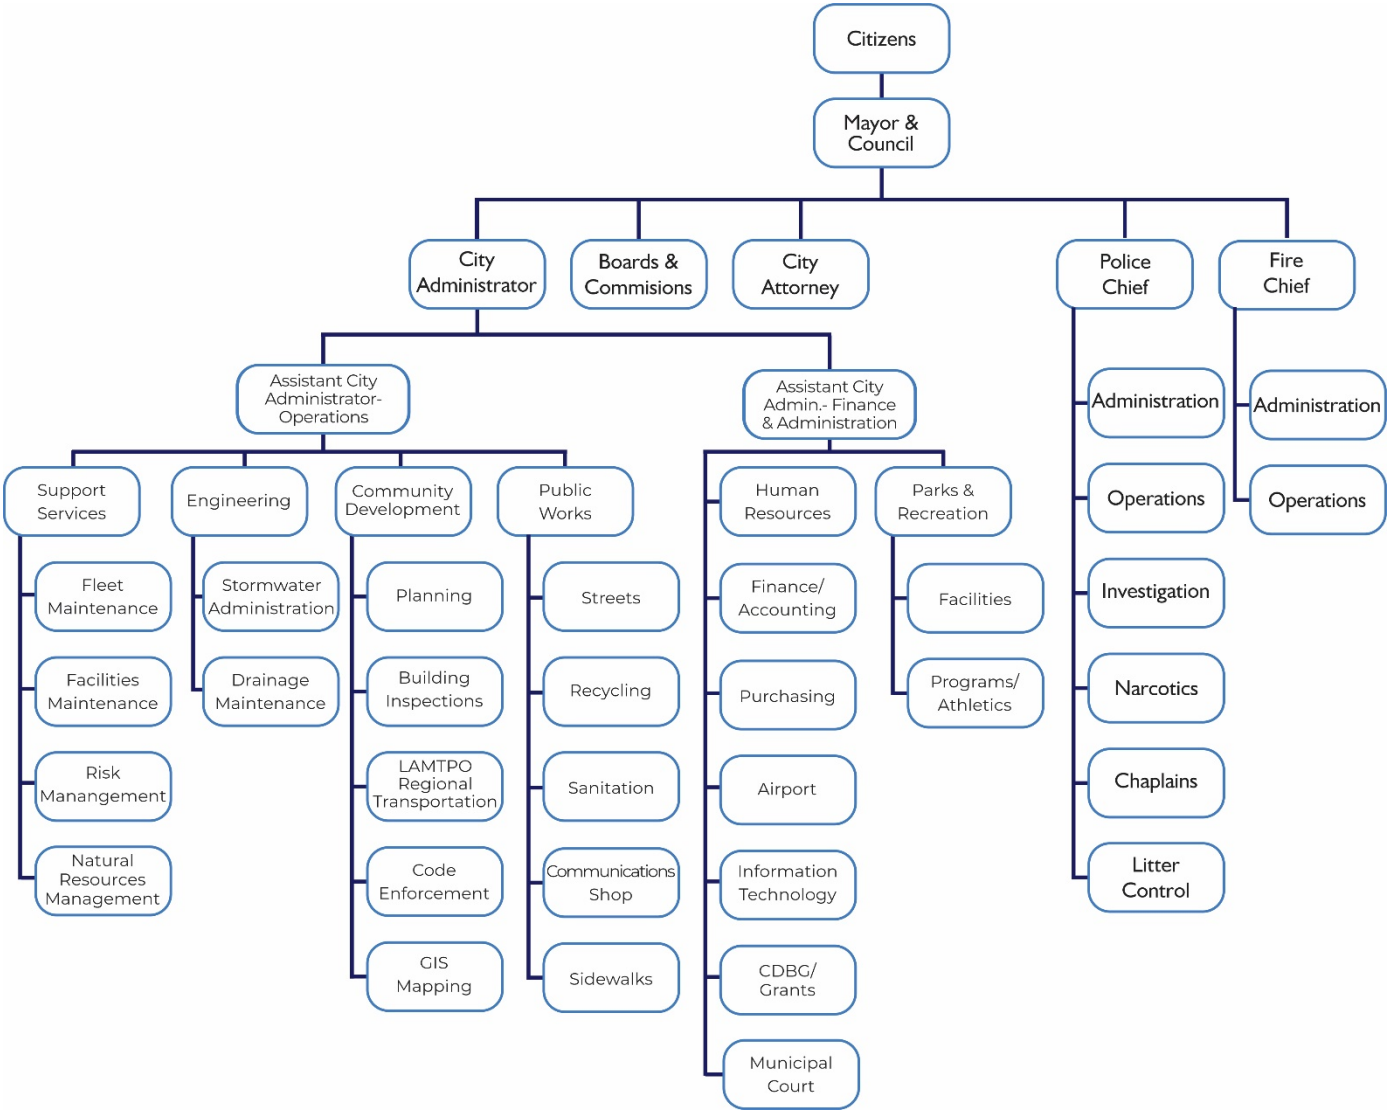 Citizens
Mayor &
Council
City
Administrator
Boards &
Commisions
City
Attorney
Police
Chief
Fire
Chief
Assistant City
Administrator-
Operations
Assistant City
Admin.- Finance
& Administration
Support
Services
Fleet
Maintenance
Facilities
Maintenance
Risk
Manangement
Natural
Resources
Management
Engineering
Stormwater
Administration
Drainage
Maintenance
Community
Development
Planning
Building
Inspections
LAMTPO
Regional
Transportation
Code
Enforcement
GIS
Mapping
Public
Works
Streets
Recycling
Sanitation
Communications
Shop
Sidewalks
Human
Resources
Finance/
Accounting
Purchasing
Airport
Information
Technology
CDBG/
Grants
Municipal
Court
Parks &
Recreation
Facilities
Programs/
Athletics
Administration
Operations
Investigation
Narcotics
Chaplains
Litter
Control
Administration
Operations